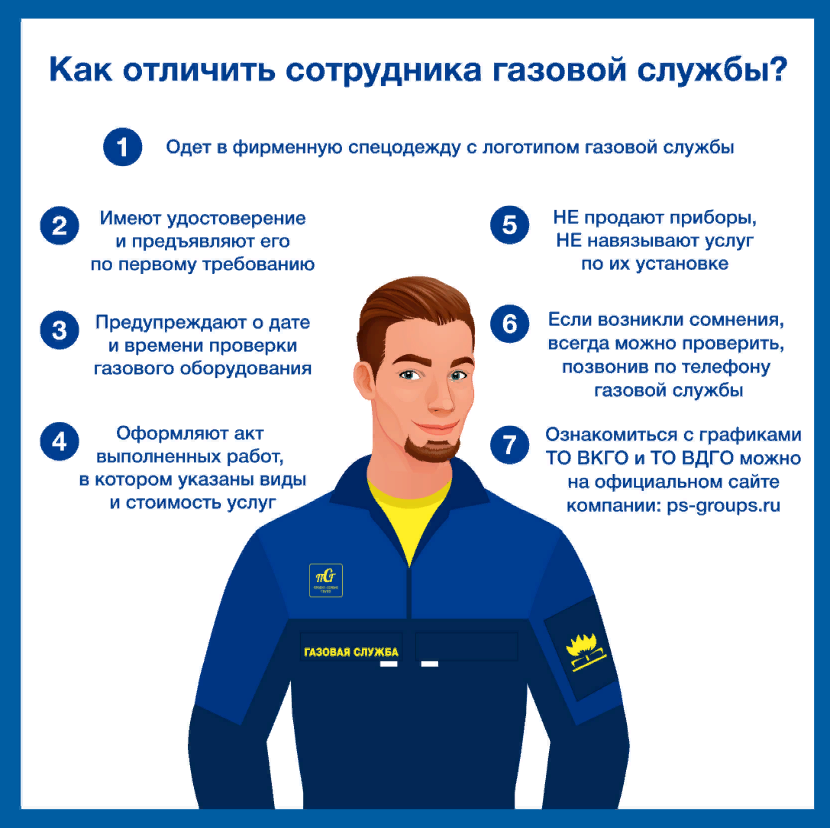 Как отличить сотрудника газовой службы?
1
Одет в фирменную спецодежду с логотипом газовой службы
2
Имеют удостоверение
и предъявляют его
по первому требованию
3
Предупреждают о дате
и времени проверки
газового оборудования
4
Оформляют акт
выполненных работ,
в котором указаны виды
и стоимость услуг
5
НЕ продают приборы,
НЕ навязывают услуг
по их установке
6
Если возникли сомнения,
всегда можно проверить,
позвонив по телефону
газовой службы
7
Ознакомиться с графиками
ТО ВКГО и ТО ВДГО можно
на официальном сайте
компании: ps-groups.ru
пСг
ГАЗОВАЯ СЛУЖБА